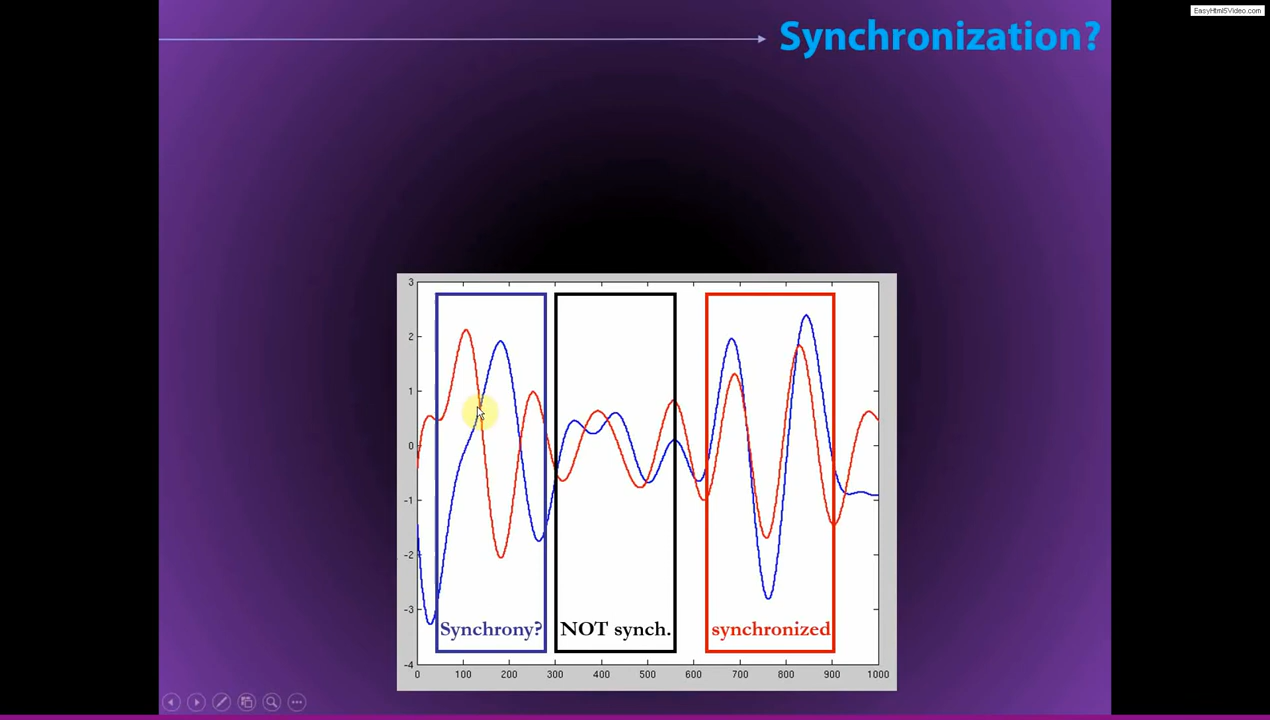 EasyHtml5Video.com
Synchronization?
3
2
1
0
-1
-2
-3
-4
Synchrony? NOT synch. synchronized
0 100 200 300 400 500 600 700 800 900 1000